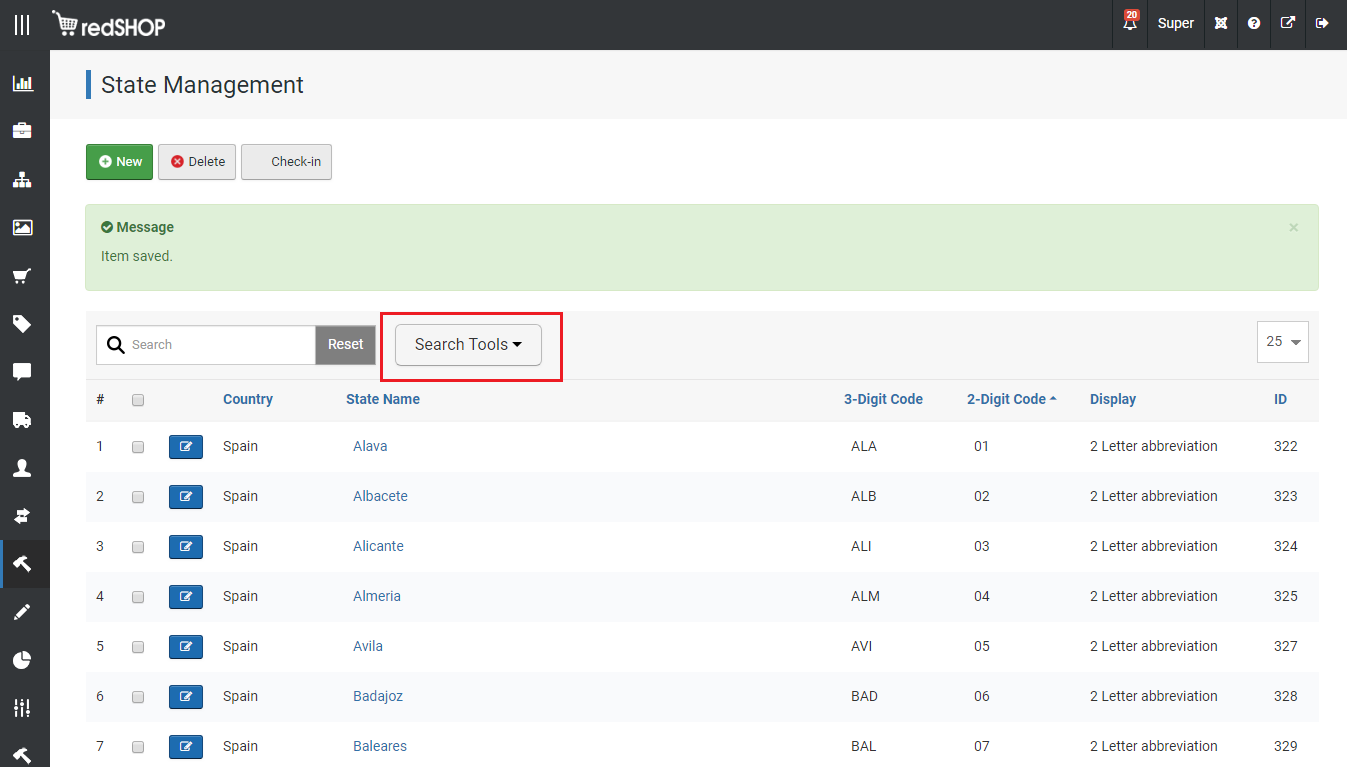 redSHOP
20
Super
State Management
New Delete Check-in
Message ×
Item saved.
Search Reset Search Tools 25
# Country State Name 3-Digit Code 2-Digit Code Display ID
1 Spain Alava ALA 01 2 Letter abbreviation 322
2 Spain Albacete ALB 02 2 Letter abbreviation 323
3 Spain Alicante ALI 03 2 Letter abbreviation 324
4 Spain Almeria ALM 04 2 Letter abbreviation 325
5 Spain Avila AVI 05 2 Letter abbreviation 327
6 Spain Badajoz BAD 06 2 Letter abbreviation 328
7 Spain Baleares BAL 07 2 Letter abbreviation 329